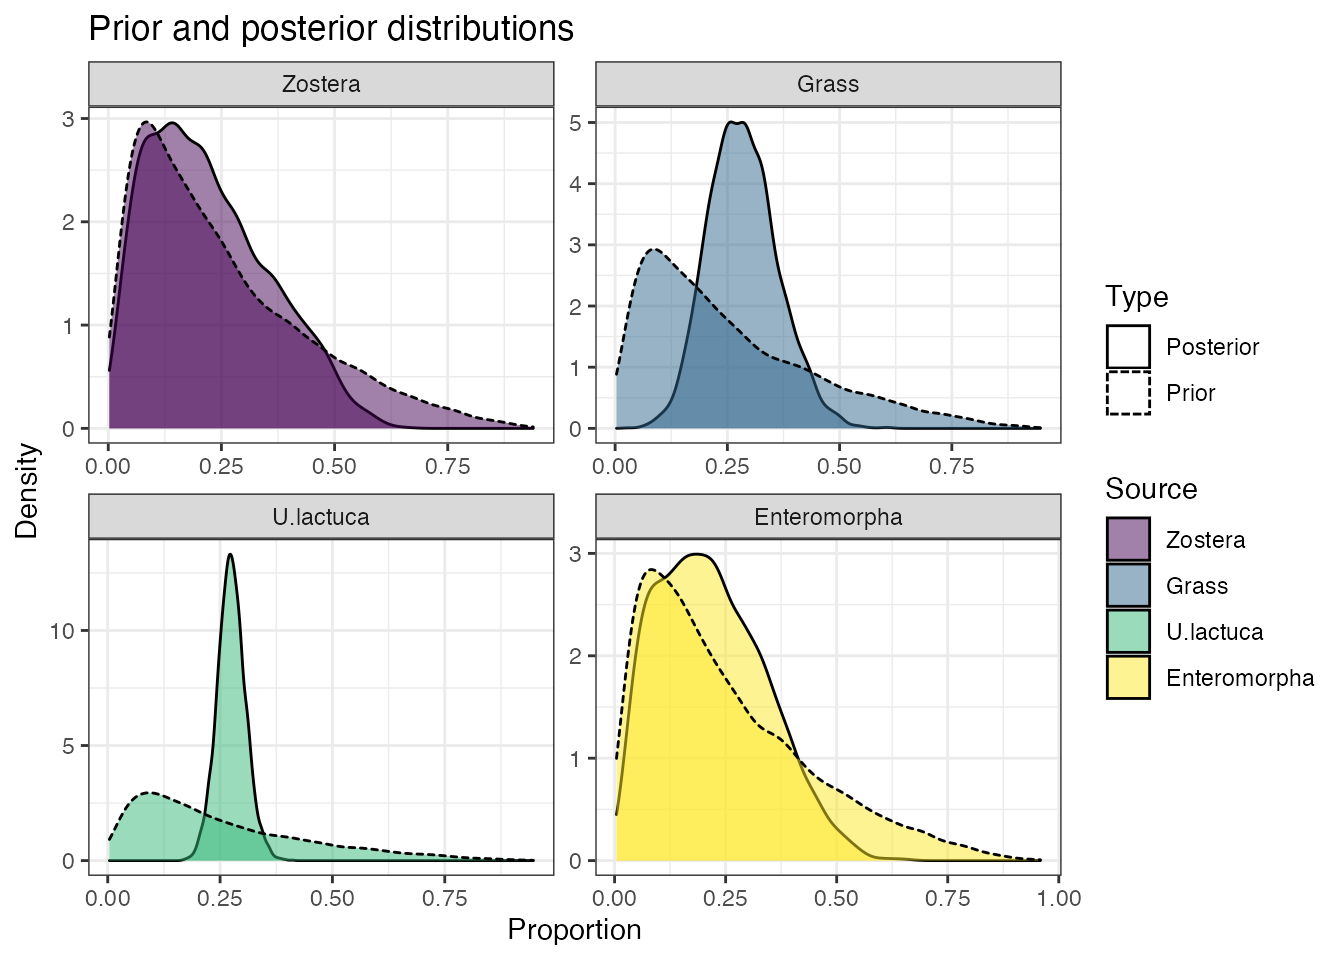 Prior and posterior distributions
Zostera
Grass
3
2
1
0
0.00 0.25 0.50 0.75
5
4
3
2
1
0
0.00 0.25 0.50 0.75
U.lactuca
Enteromorpha
10
5
0
0.00 0.25 0.50 0.75
3
2
1
0
0.00 0.25 0.50 0.75 1.00
Density
Proportion
Type
Posterior
Prior
Source
Zostera
Grass
U.lactuca
Enteromorpha